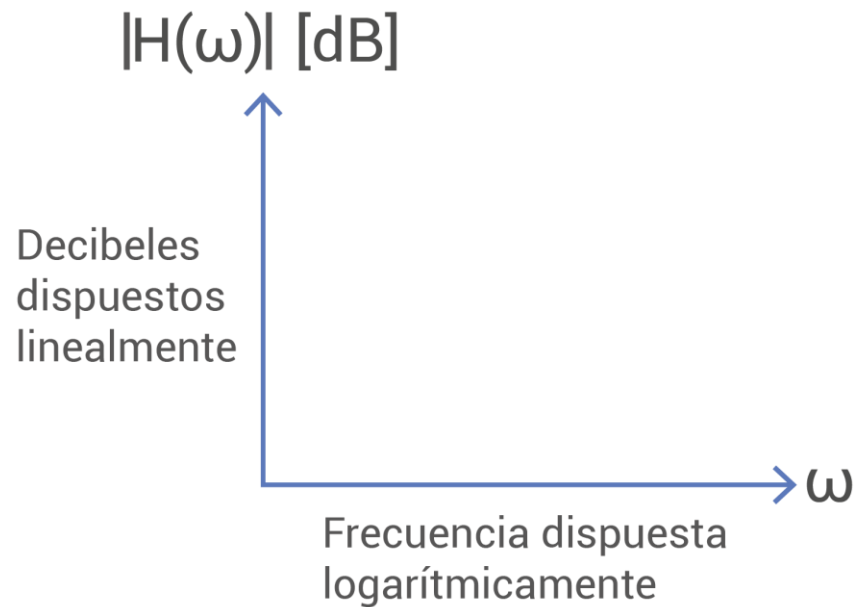 |H(ω)| [dB]
Decibeles
dispuestos
linealmente
ω
Frecuencia dispuesta
logarítmicamente